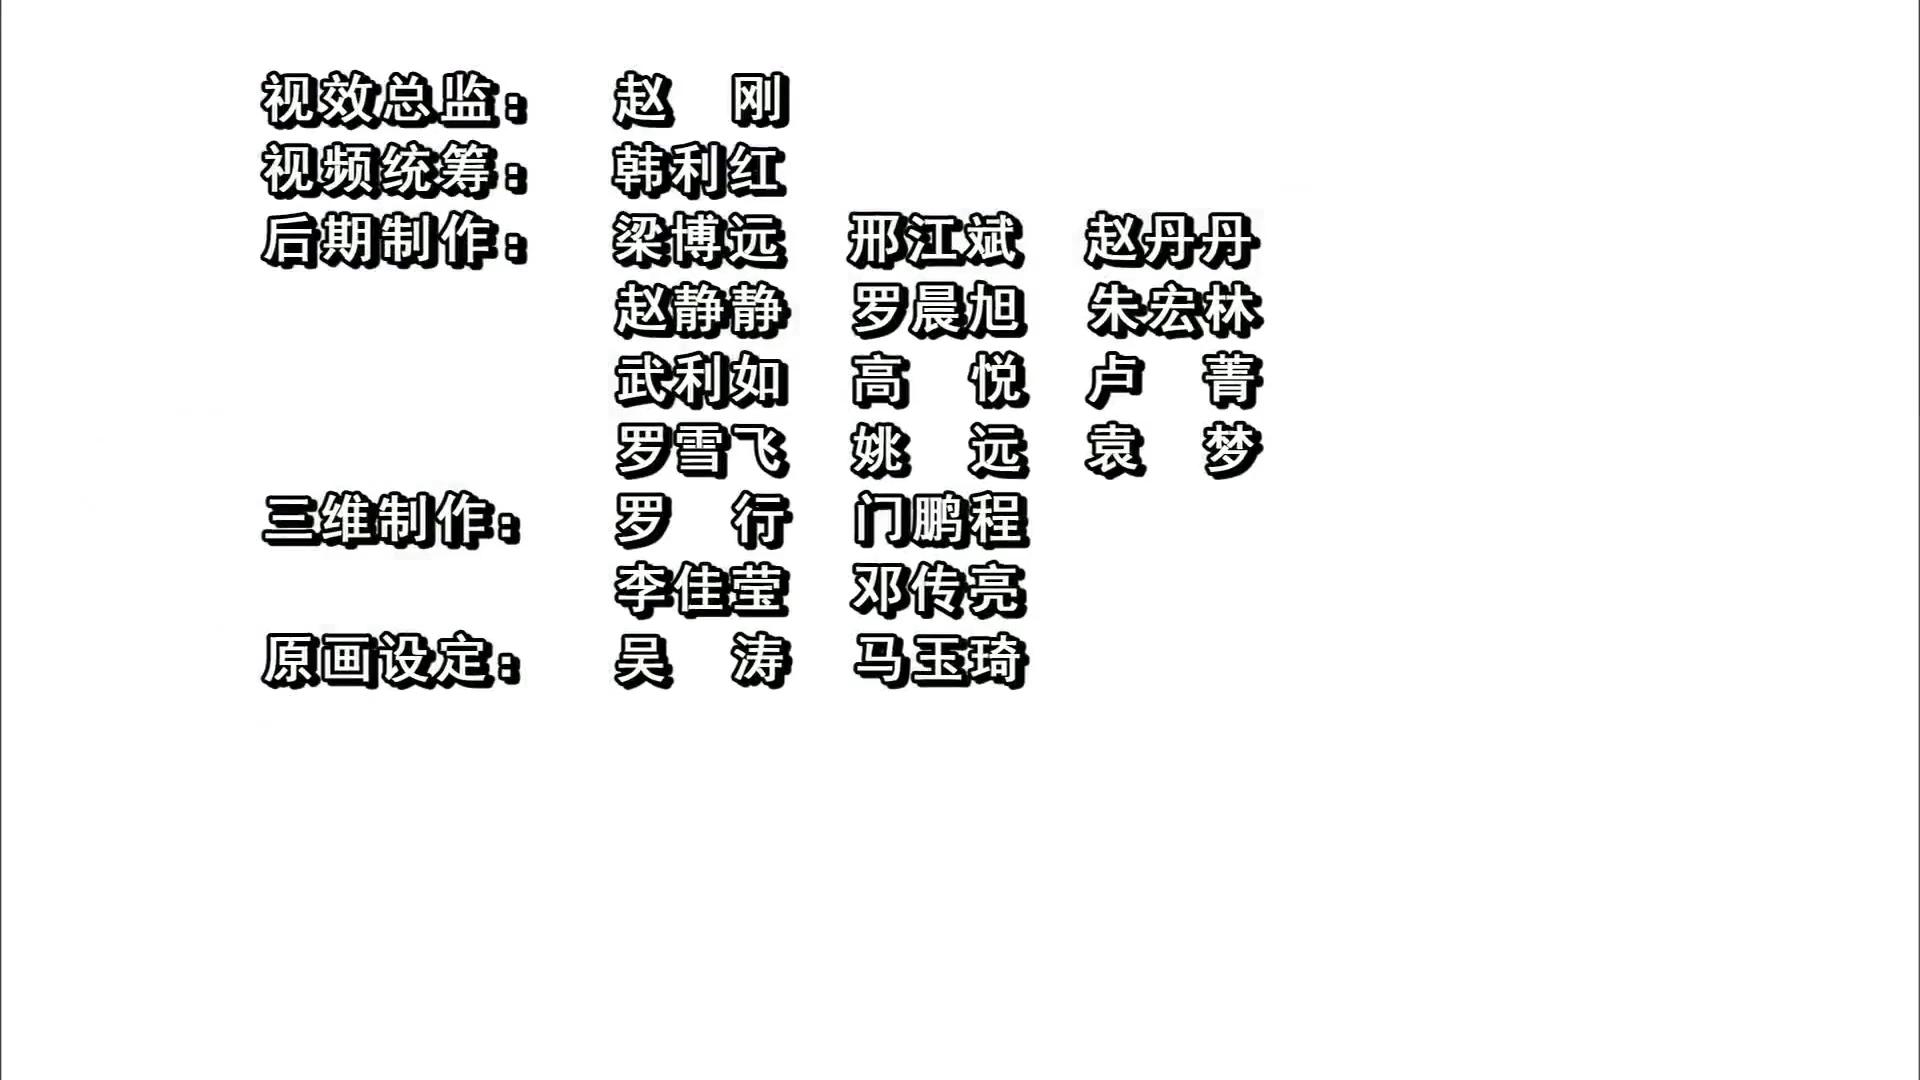 视效总监： 赵 刚
视频统筹： 韩利红
后期制作： 梁博远 邢江斌 赵丹丹
赵静静 罗晨旭 朱宏林
武利如 高 悦 卢 菁
罗雪飞 姚 远 袁 梦
三维制作： 罗 行 门鹏程
李佳莹 邓传亮
原画设定： 吴 涛 马玉琦